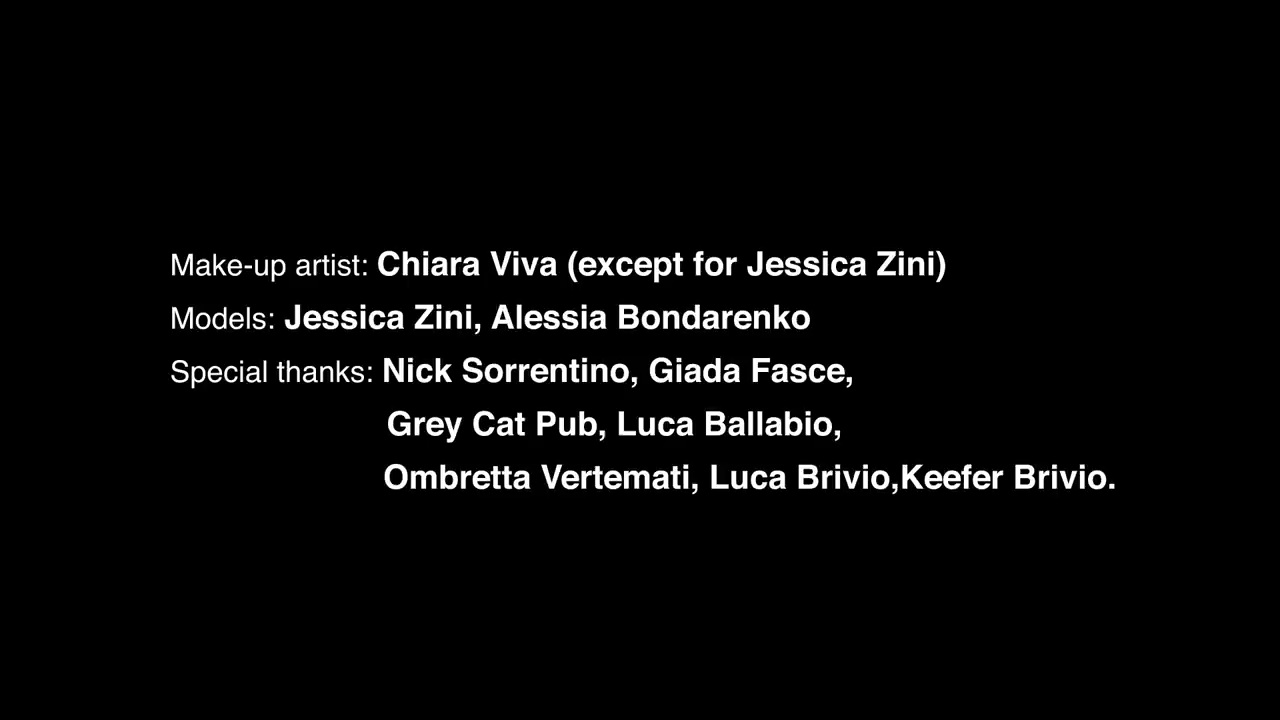 Make-up artist: Chiara Viva (except for Jessica Zini)
Models: Jessica Zini, Alessia Bondarenko
Special thanks: Nick Sorrentino, Giada Fasce,
Grey Cat Pub, Luca Ballabio,
Ombretta Vertemati, Luca Brivio,Keefer Brivio.